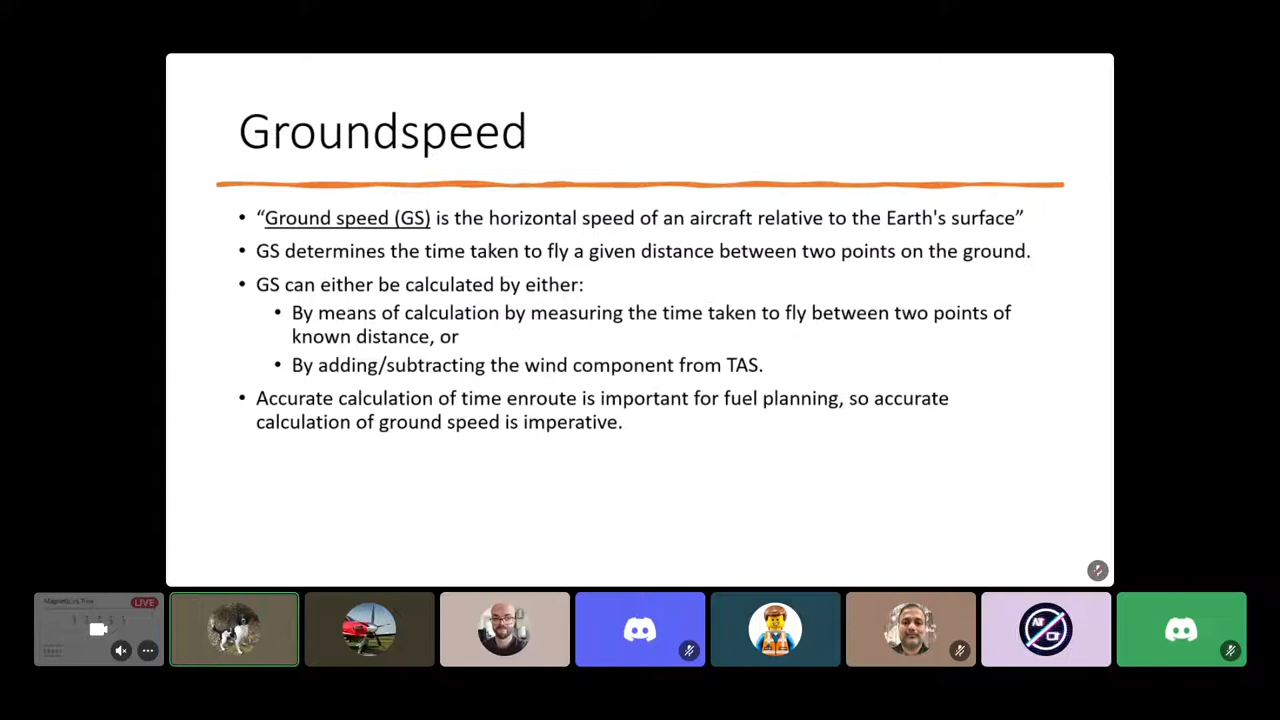 Groundspeed
• “Ground speed (GS) is the horizontal speed of an aircraft relative to the Earth's surface”
• GS determines the time taken to fly a given distance between two points on the ground.
• GS can either be calculated by either:
• By means of calculation by measuring the time taken to fly between two points of
known distance, or
• By adding/subtracting the wind component from TAS.
• Accurate calculation of time enroute is important for fuel planning, so accurate
calculation of ground speed is imperative.
LIVE